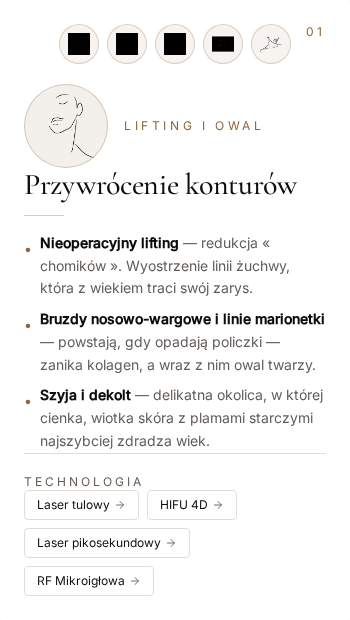 01
LIFTING I OWAL
Przywrócenie konturów
• Nieoperacyjny lifting — redukcja «
chomików ». Wyostrzenie linii żuchwy,
która z wiekiem traci swój zarys.
• Bruzdy nosowo-wargowe i linie marionetki
— powstają, gdy opadają policzki —
zanika kolagen, a wraz z nim owal twarzy.
• Szyja i dekolt — delikatna okolica, w której
cienka, wiotka skóra z plamami starczymi
najszybciej zdradza wiek.
TECHNOLOGIA
Laser tulowy → HIFU 4D →
Laser pikosekundowy →
RF Mikroigłowa →